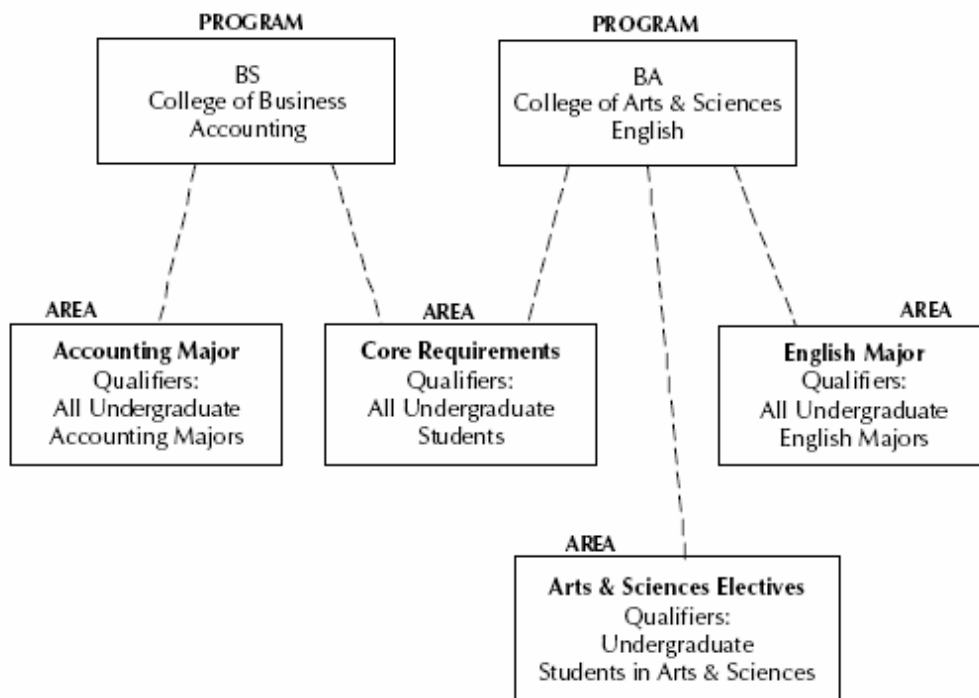 PROGRAM
BS
College of Business
Accounting
PROGRAM
BA
College of Arts & Sciences
English
AREA
Accounting Major
Qualifiers:
All Undergraduate
Accounting Majors
AREA
Core Requirements
Qualifiers:
All Undergraduate
Students
AREA
English Major
Qualifiers:
All Undergraduate
English Majors
AREA
Arts & Sciences Electives
Qualifiers:
Undergraduate
Students in Arts & Sciences